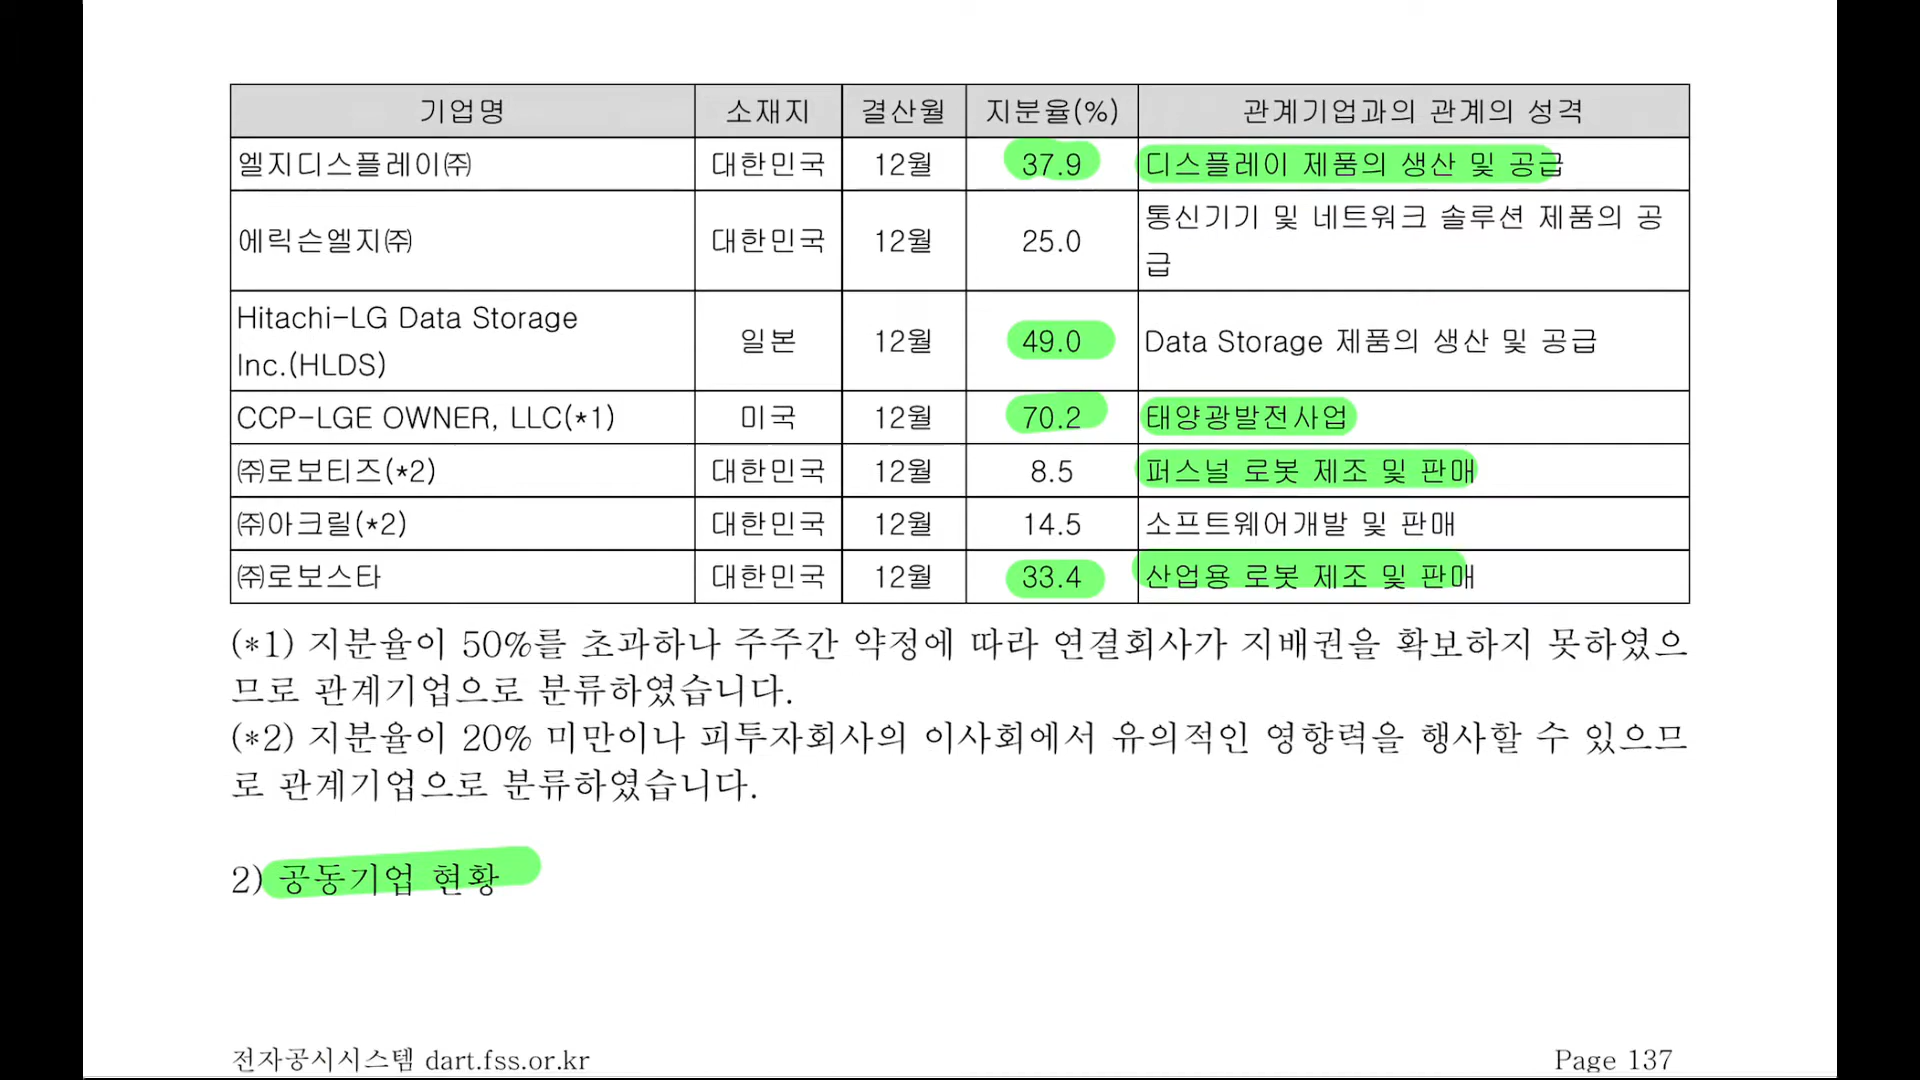 기업명 소재지 결산월 지분율(%) 관계기업과의 관계의 성격
엘지디스플레이㈜ 대한민국 12월 37.9 디스플레이 제품의 생산 및 공급
에릭슨엘지㈜ 대한민국 12월 25.0 통신기기 및 네트워크 솔루션 제품의 공
급
Hitachi-LG Data Storage
Inc.(HLDS) 일본 12월 49.0 Data Storage 제품의 생산 및 공급
CCP-LGE OWNER, LLC(*1) 미국 12월 70.2 태양광발전사업
㈜로보티즈(*2) 대한민국 12월 8.5 퍼스널 로봇 제조 및 판매
㈜아크릴(*2) 대한민국 12월 14.5 소프트웨어개발 및 판매
㈜로보스타 대한민국 12월 33.4 산업용 로봇 제조 및 판매
(*1) 지분율이 50%를 초과하나 주주간 약정에 따라 연결회사가 지배권을 확보하지 못하였으
므로 관계기업으로 분류하였습니다.
(*2) 지분율이 20% 미만이나 피투자회사의 이사회에서 유의적인 영향력을 행사할 수 있으므
로 관계기업으로 분류하였습니다.
2) 공동기업 현황
전자공시시스템 dart.fss.or.kr Page 137